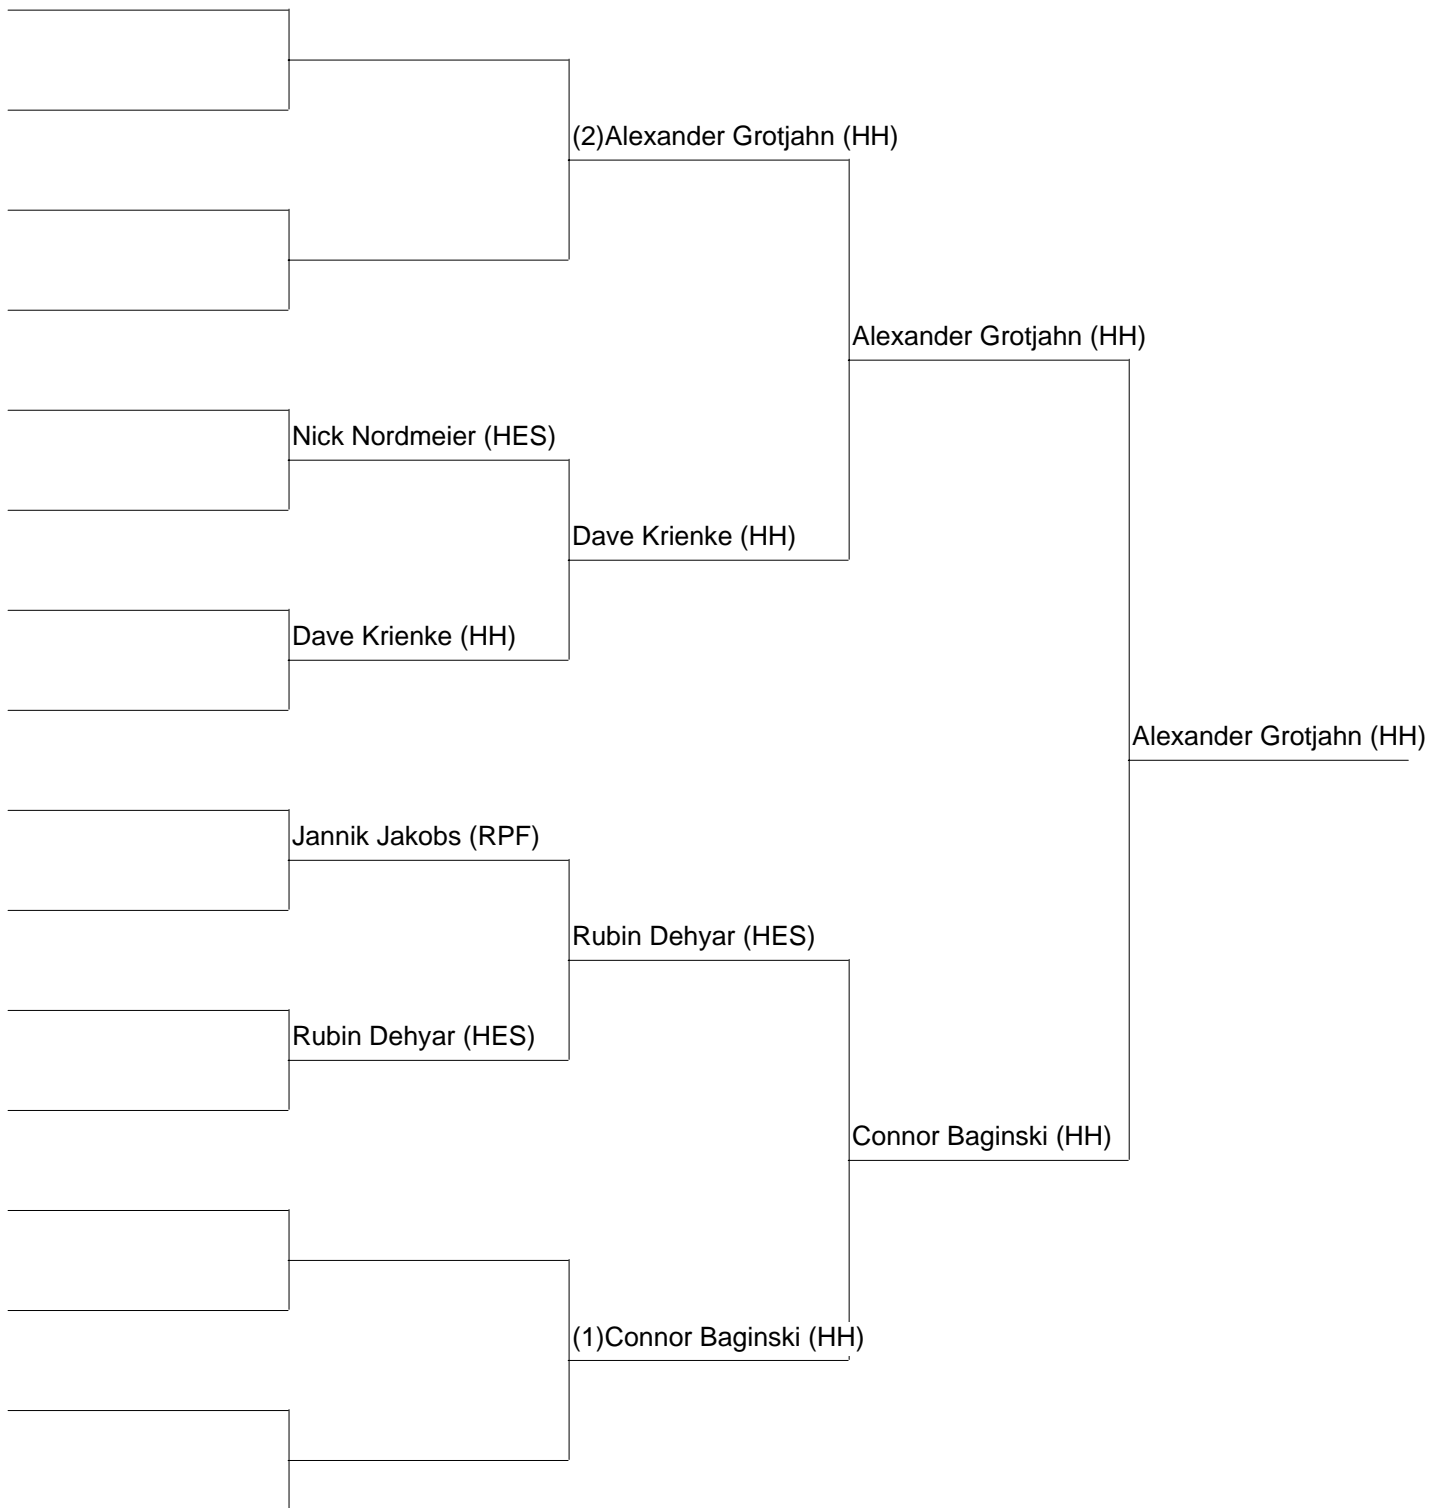 (2)Alexander Grotjahn (HH)
Alexander Grotjahn (HH)
Nick Nordmeier (HES)
Dave Krienke (HH)
Dave Krienke (HH)
Alexander Grotjahn (HH)
Jannik Jakobs (RPF)
Rubin Dehyar (HES)
Rubin Dehyar (HES)
Connor Baginski (HH)
(1)Connor Baginski (HH)